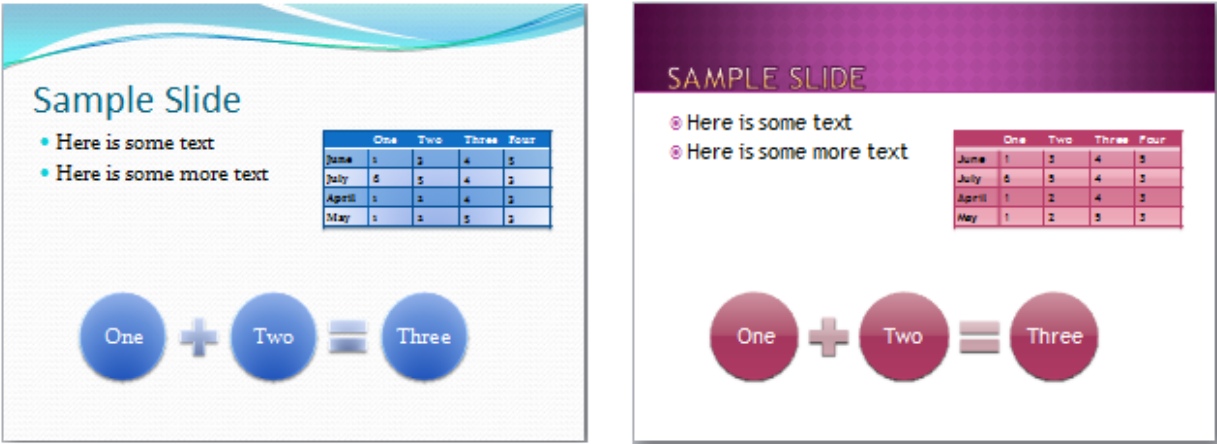 Sample Slide
Here is some text
Here is some more text
One Two Three Four
June 1 3 4 5
July 6 5 4 3
April 1 2 4 3
May 1 2 5 3
One + Two = Three
SAMPLE SLIDE
Here is some text
Here is some more text
One Two Three Four
June 1 3 4 5
July 6 5 4 3
April 1 2 4 3
May 1 2 5 3
One + Two = Three